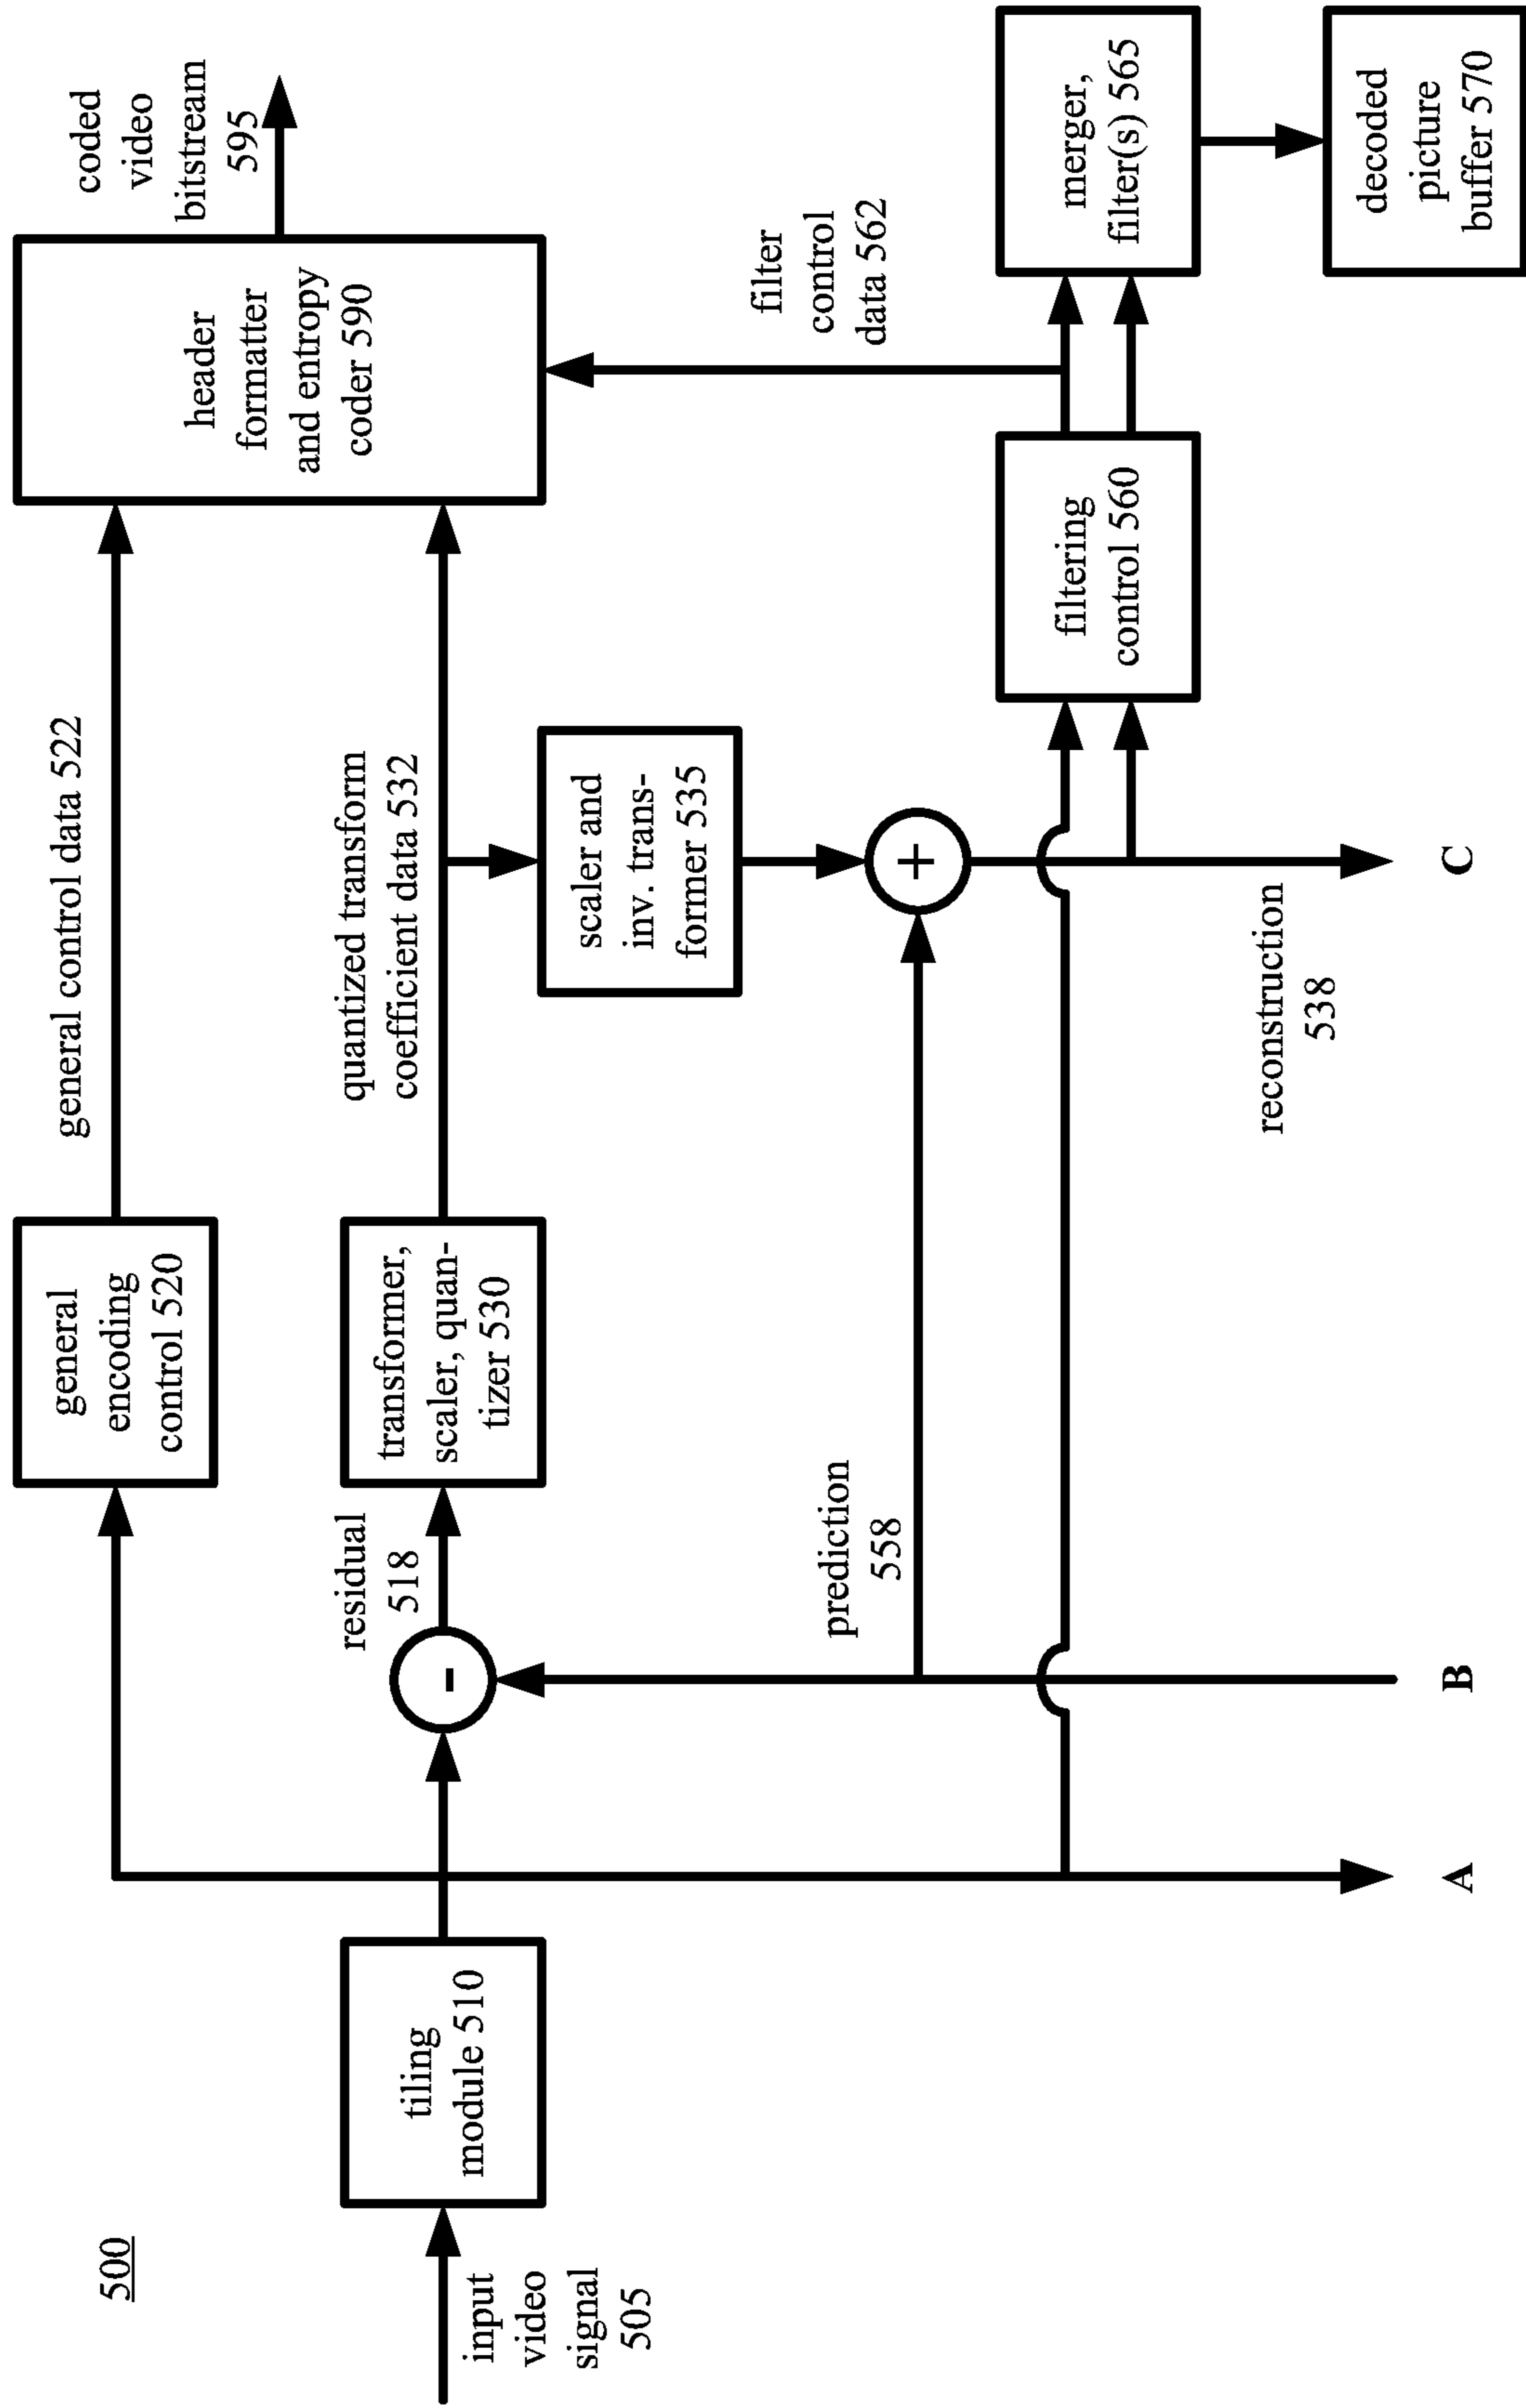 500
input
video
signal
505
tiling
module 510
general
encoding
control 520
general control data 522
residual
518
transformer,
scaler, quan-
tizer 530
quantized transform
coefficient data 532
header
formatter
and entropy
coder 590
coded
video
bitstream
595
scaler and
inv. trans-
former 535
prediction
558
-
+
filter
control
data 562
filtering
control 560
merger,
filter(s) 565
decoded
picture
buffer 570
reconstruction
538
A
B
C